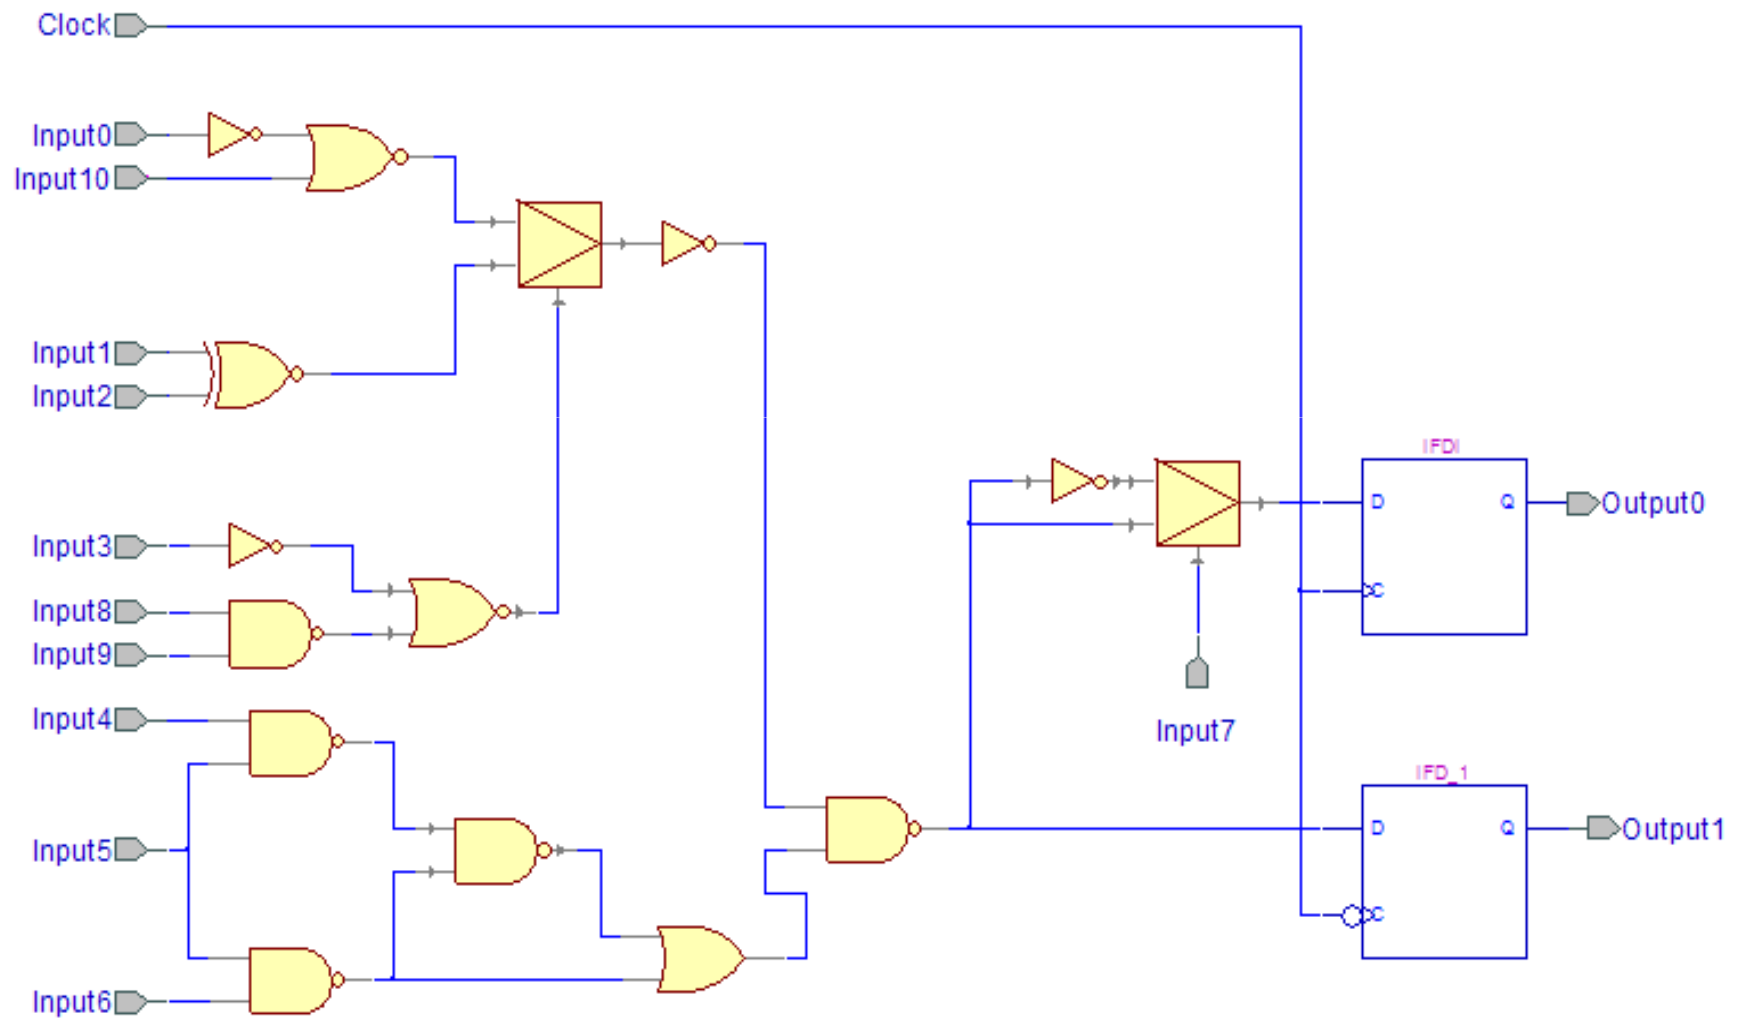 Clock
Input0
Input10
Input1
Input2
IFDI
D Q Output0
Input3
C
Input8
Input9
Input4
Input7
IFD_1
D Q Output1
Input5
C
Input6